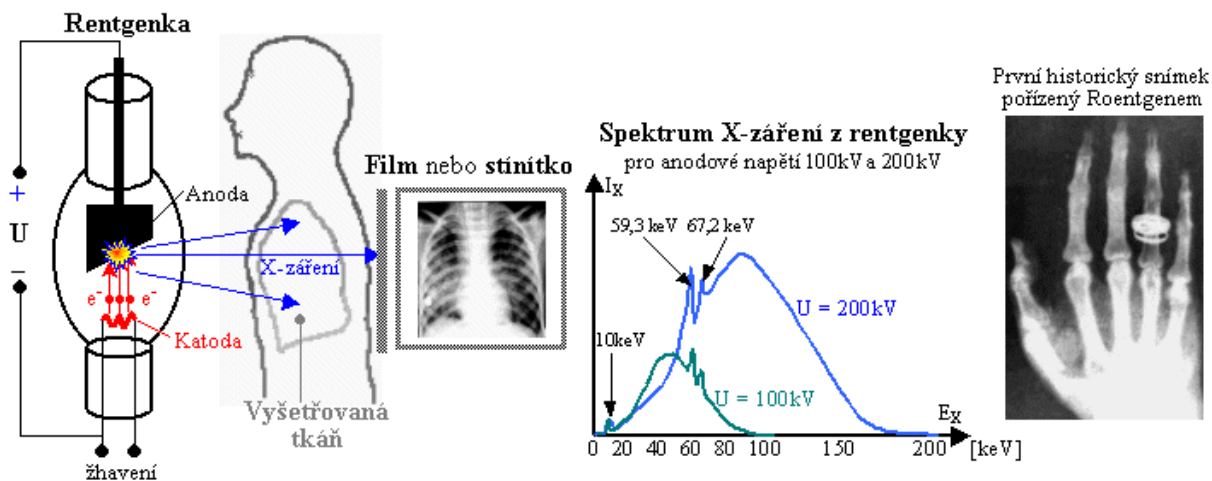 Rentgenka
+
U
−
Anoda
e-
e-
Katoda
žhavení
X-záření
Vyšetřovaná
tkáň
Film nebo stínítko
Spektrum X-záření z rentgenky
pro anodové napětí 100kV a 200kV
IX
59,3 keV
67,2 keV
10keV
U = 200kV
U = 100kV
EX
0 20 40 60 80 100 150 200 [keV]
První historický snímek
pořízený Roentgenem